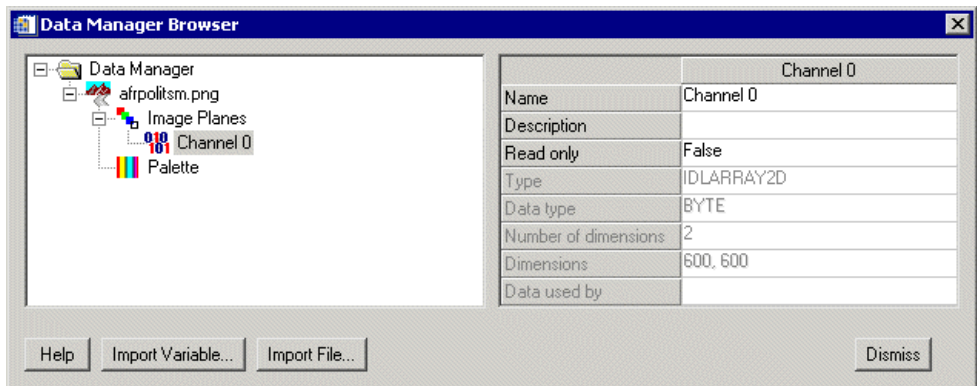 Data Manager Browser
Data Manager
afrpolitsm.png
Image Planes
010
101
Channel 0
Palette
Channel 0
Name Channel 0
Description
Read only False
Type IDLARRAY2D
Data type BYTE
Number of dimensions 2
Dimensions 600, 600
Data used by
Help Import Variable... Import File... Dismiss